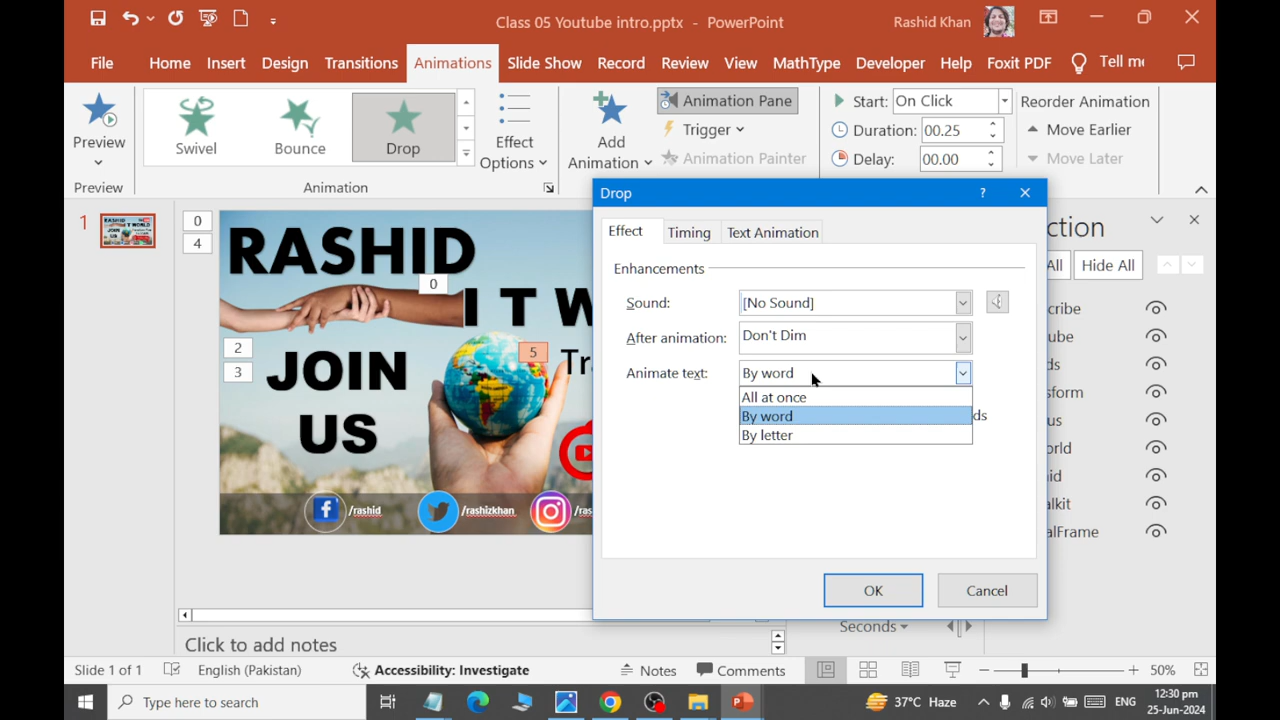 Class 05 Youtube intro.pptx - PowerPoint
Rashid Khan
File Home Insert Design Transitions Animations Slide Show Record Review View MathType Developer Help Foxit PDF Tell me
Preview
Swivel
Bounce
Drop
Effect
Options
Add
Animation
Animation Pane
Trigger
Animation Painter
Start: On Click
Duration: 00.25
Delay: 00.00
Reorder Animation
Move Earlier
Move Later
Preview
Animation
1
0
4
0
2
3
5
RASHID
I T W
JOIN
US
Tr
/rashid
/rashizkhan
/ras
Drop
?
Effect
Timing
Text Animation
Enhancements
Sound: [No Sound]
After animation: Don't Dim
Animate text: By word
All at once
By word
By letter
ds
OK
Cancel
ction
All
Hide All
cribe
ube
ds
sform
us
orld
id
alkit
alFrame
Seconds
Click to add notes
Slide 1 of 1
English (Pakistan)
Accessibility: Investigate
Notes
Comments
50%
Type here to search
37°C Haze
ENG
12:30 pm
25-Jun-2024